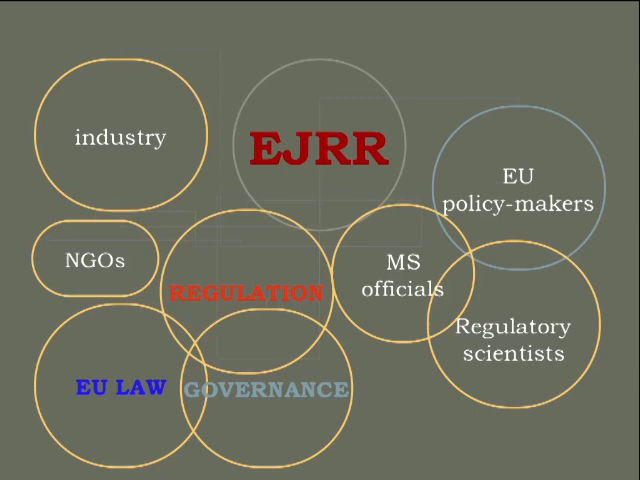 industry
EJRR
EU
policy-makers
NGOs
MS
officials
REGULATION
Regulatory
scientists
EU LAW
GOVERNANCE